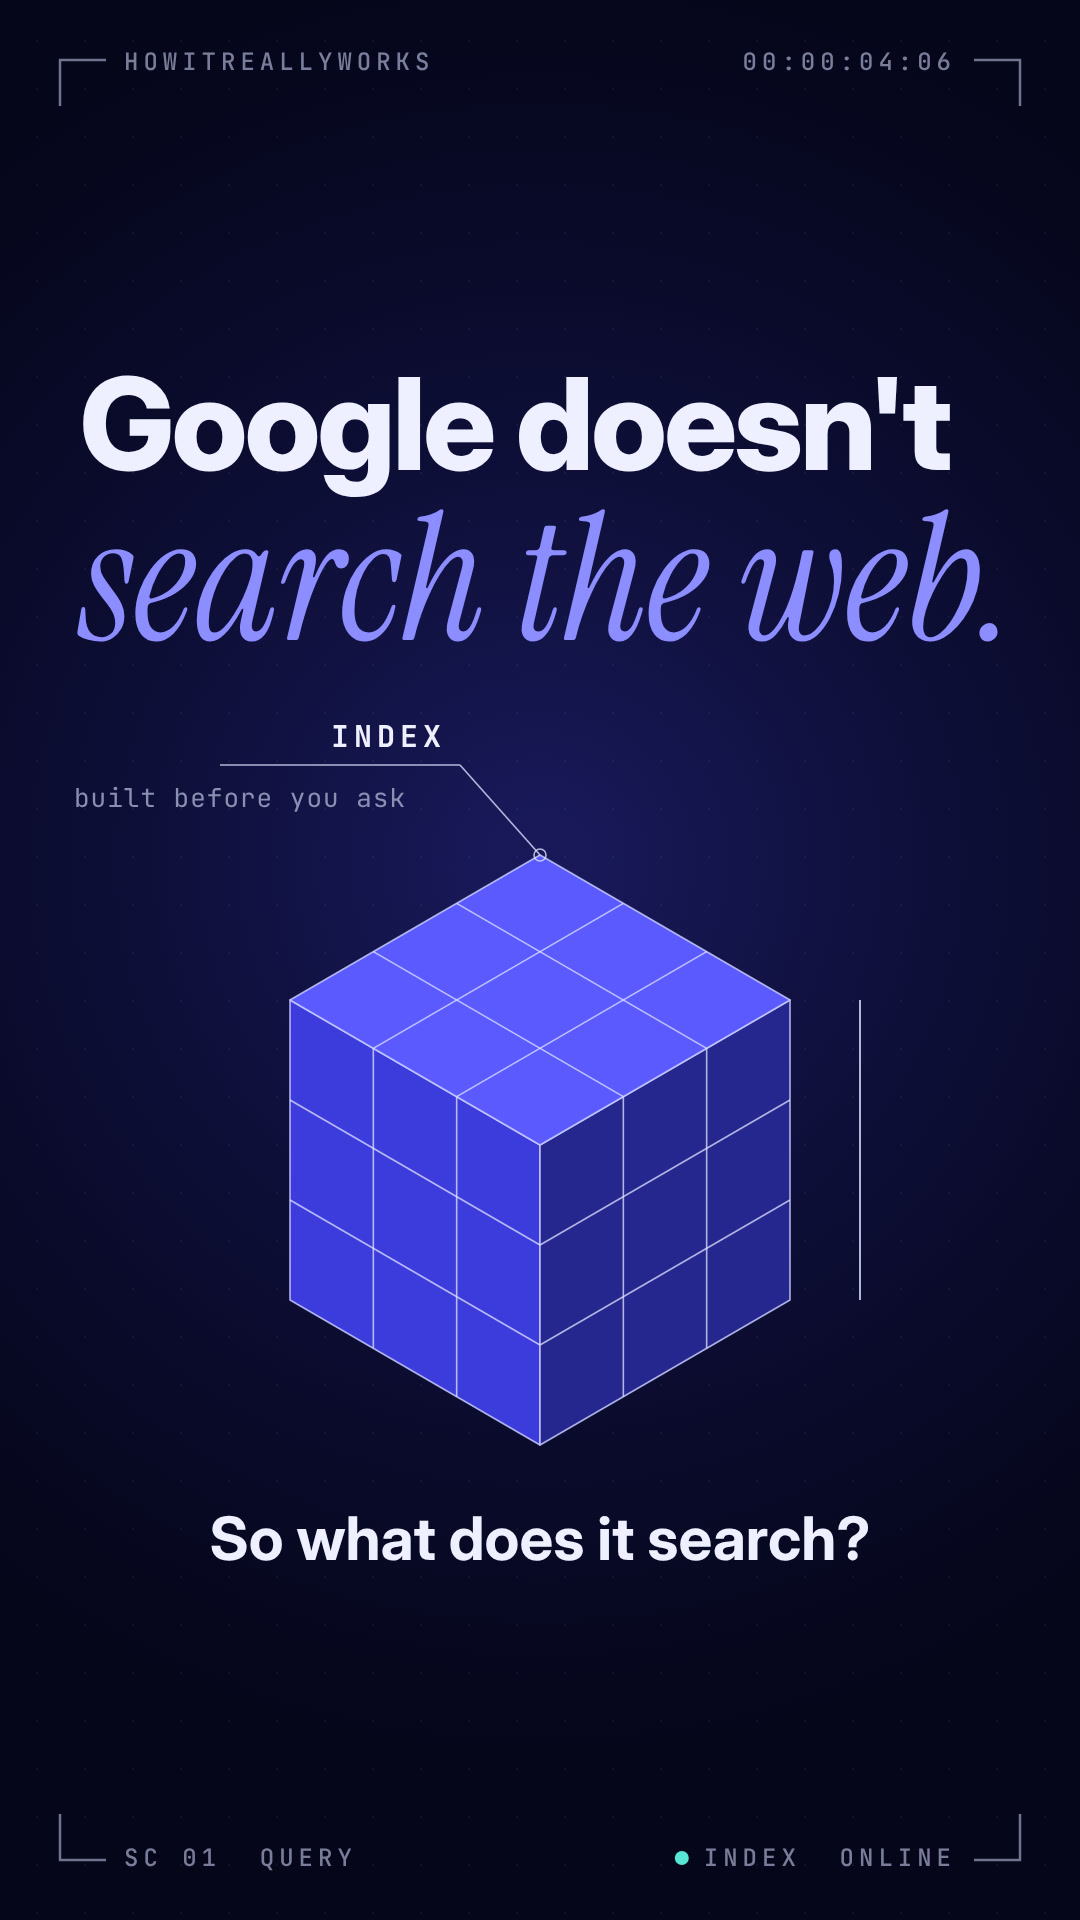 HOWITREALLYWORKS
00:00:04:06
Google doesn't
search the web.
INDEX
built before you ask
So what does it search?
SC 01 QUERY
INDEX ONLINE